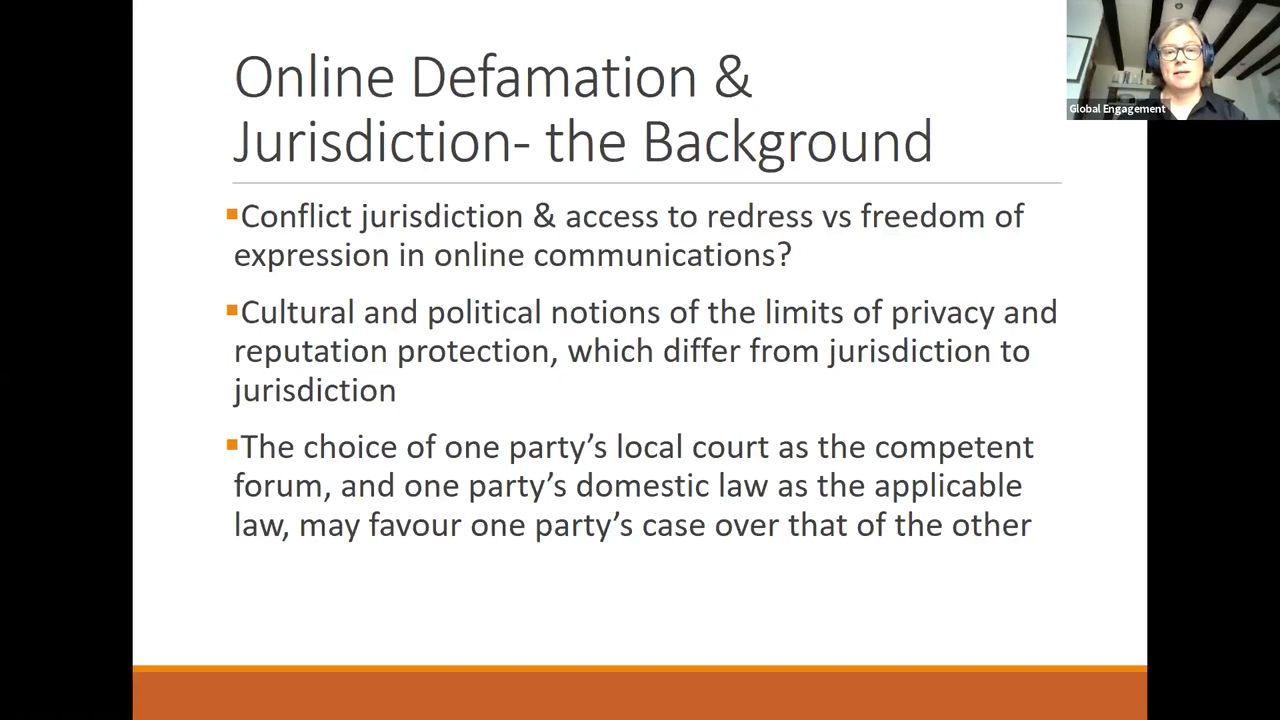 Online Defamation &
Jurisdiction- the Background
▪Conflict jurisdiction & access to redress vs freedom of
expression in online communications?
▪Cultural and political notions of the limits of privacy and
reputation protection, which differ from jurisdiction to
jurisdiction
▪The choice of one party’s local court as the competent
forum, and one party’s domestic law as the applicable
law, may favour one party’s case over that of the other
Global Engagement